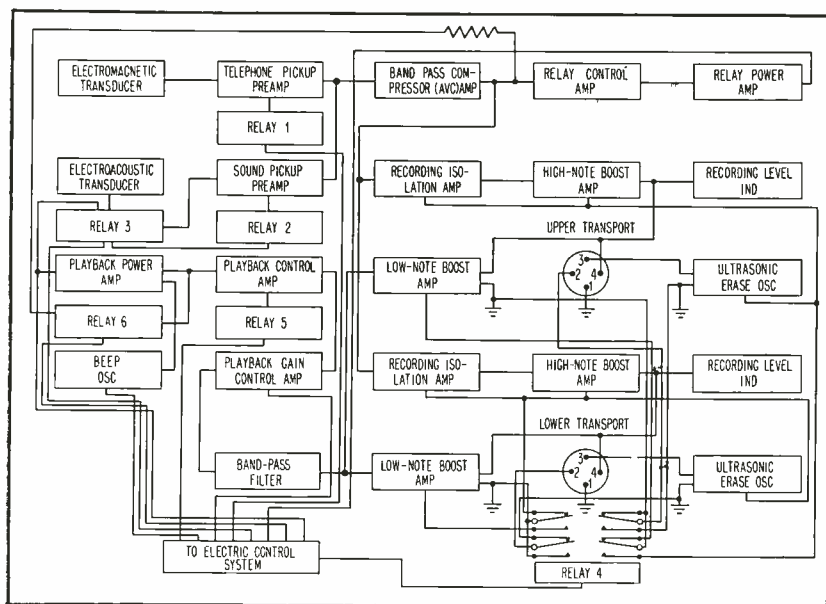 ELECTROMAGNETIC
TRANSDUCER
TELEPHONE PICKUP
PREAMP
BAND PASS COM-
PRESSOR (AVC)AMP
RELAY CONTROL
AMP
RELAY POWER
AMP
RELAY 1
ELECTROACOUSTIC
TRANSDUCER
SOUND PICKUP
PREAMP
RECORDING ISO-
LATION AMP
HIGH-NOTE BOOST
AMP
RECORDING LEVEL
IND
RELAY 3
RELAY 2
UPPER TRANSPORT
PLAYBACK POWER
AMP
PLAYBACK CONTROL
AMP
LOW-NOTE BOOST
AMP
3
2 4
1
ULTRASONIC
ERASE OSC
RELAY 6
RELAY 5
BEEP
OSC
PLAYBACK GAIN
CONTROL AMP
RECORDING ISO-
LATION AMP
HIGH-NOTE BOOST
AMP
RECORDING LEVEL
IND
LOWER TRANSPORT
BAND-PASS
FILTER
LOW-NOTE BOOST
AMP
3
2 4
1
ULTRASONIC
ERASE OSC
TO ELECTRIC CONTROL
SYSTEM
RELAY 4